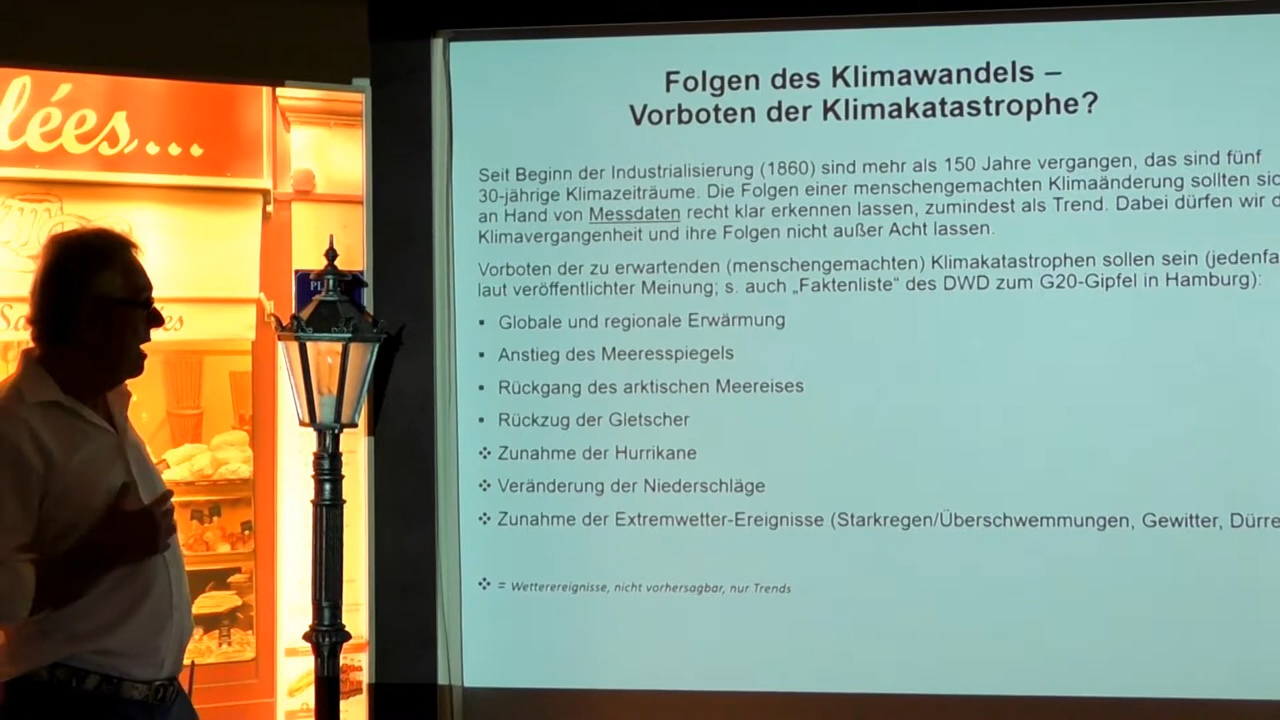 lées,...
PL
Folgen des Klimawandels –
Vorboten der Klimakatastrophe?
Seit Beginn der Industrialisierung (1860) sind mehr als 150 Jahre vergangen, das sind fünf
30-jährige Klimazeiträume. Die Folgen einer menschengemachten Klimaänderung sollten sic
an Hand von Messdaten recht klar erkennen lassen, zumindest als Trend. Dabei dürfen wir d
Klimavergangenheit und ihre Folgen nicht außer Acht lassen.
Vorboten der zu erwartenden (menschengemachten) Klimakatastrophen sollen sein (jedenfa
laut veröffentlichter Meinung; s. auch „Faktenliste“ des DWD zum G20-Gipfel in Hamburg):
▪ Globale und regionale Erwärmung
▪ Anstieg des Meeresspiegels
▪ Rückgang des arktischen Meereises
▪ Rückzug der Gletscher
❖ Zunahme der Hurrikane
❖ Veränderung der Niederschläge
❖ Zunahme der Extremwetter-Ereignisse (Starkregen/Überschwemmungen, Gewitter, Dürre
❖ = Wetterereignisse, nicht vorhersagbar, nur Trends